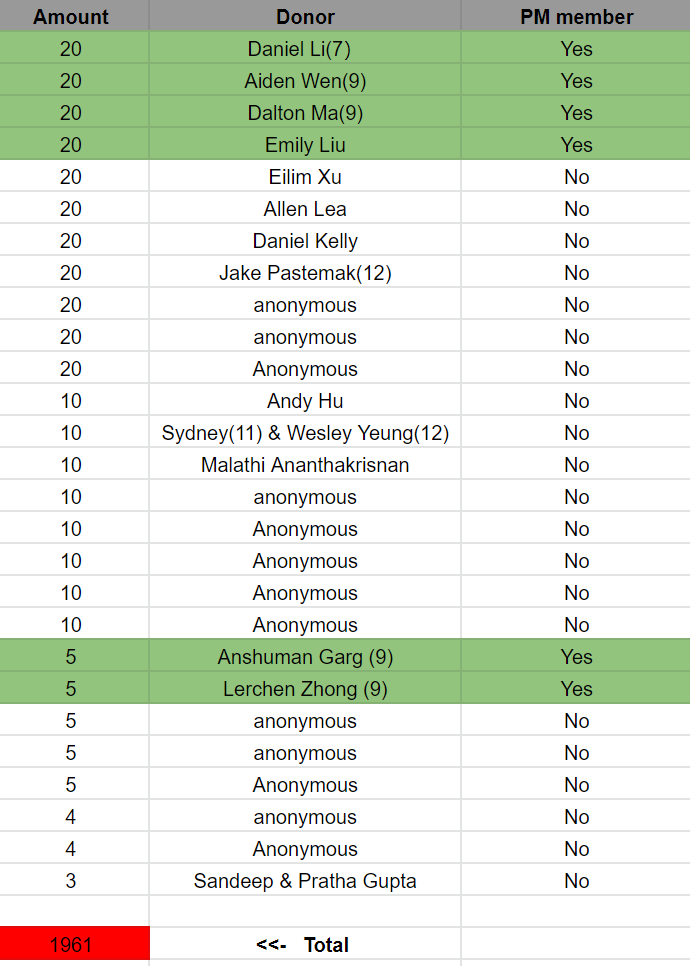 Amount Donor PM member
20 Daniel Li(7) Yes
20 Aiden Wen(9) Yes
20 Dalton Ma(9) Yes
20 Emily Liu Yes
20 Eilim Xu No
20 Allen Lea No
20 Daniel Kelly No
20 Jake Pastemak(12) No
20 anonymous No
20 anonymous No
20 Anonymous No
10 Andy Hu No
10 Sydney(11) & Wesley Yeung(12) No
10 Malathi Ananthakrisnan No
10 anonymous No
10 Anonymous No
10 Anonymous No
10 Anonymous No
10 Anonymous No
5 Anshuman Garg (9) Yes
5 Lerchen Zhong (9) Yes
5 anonymous No
5 anonymous No
5 Anonymous No
4 anonymous No
4 Anonymous No
3 Sandeep & Pratha Gupta No
1961 <<- Total